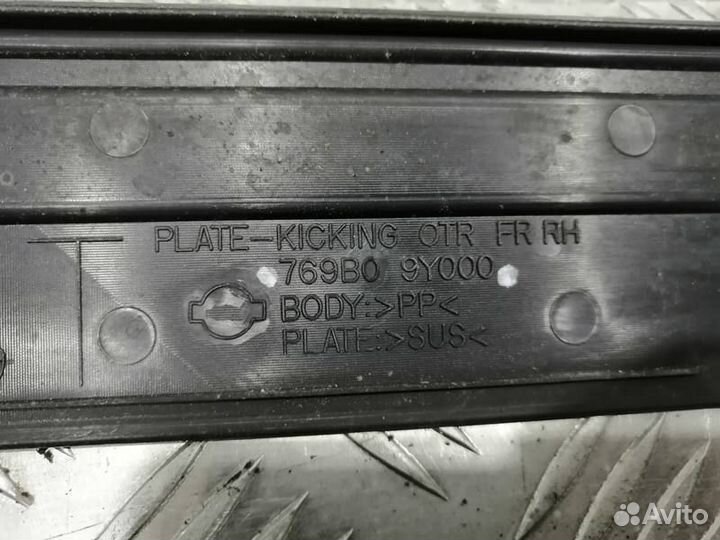 PLATE-KICKING OTR FR RH
769B0 9Y000
BODY:>PP<
PLATE:>SUS<
Avito